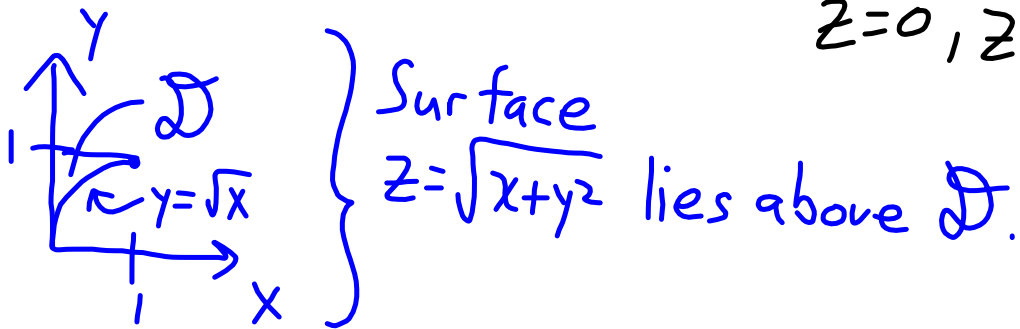 z=0, z
y
D
1
y=√x
1
x
Surface
z=√(x+y²) lies above D.